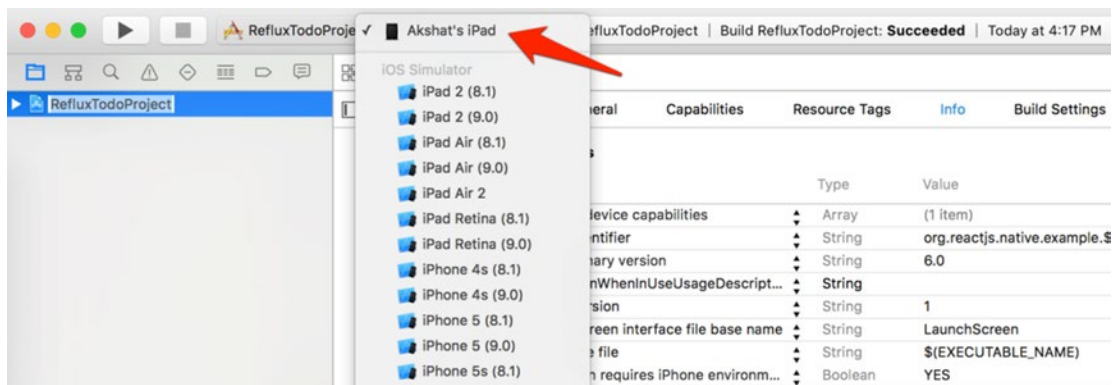 RefluxTodoProje ✓ Akshat's iPad efluxTodoProject | Build RefluxTodoProject: Succeeded | Today at 4:17 PM
iOS Simulator
iPad 2 (8.1)
iPad 2 (9.0)
iPad Air (8.1)
iPad Air (9.0)
iPad Air 2
iPad Retina (8.1)
iPad Retina (9.0)
iPhone 4s (8.1)
iPhone 4s (9.0)
iPhone 5 (8.1)
iPhone 5 (9.0)
iPhone 5s (8.1)
RefluxTodoProject
eral Capabilities Resource Tags Info Build Settings
s
Type Value
device capabilities Array (1 item)
entifier String org.reactjs.native.example.$
nary version String 6.0
nWhenInUseUsageDescript... String
rsion String 1
reen interface file base name String LaunchScreen
e file String $(EXECUTABLE_NAME)
n requires iPhone environm... Boolean YES